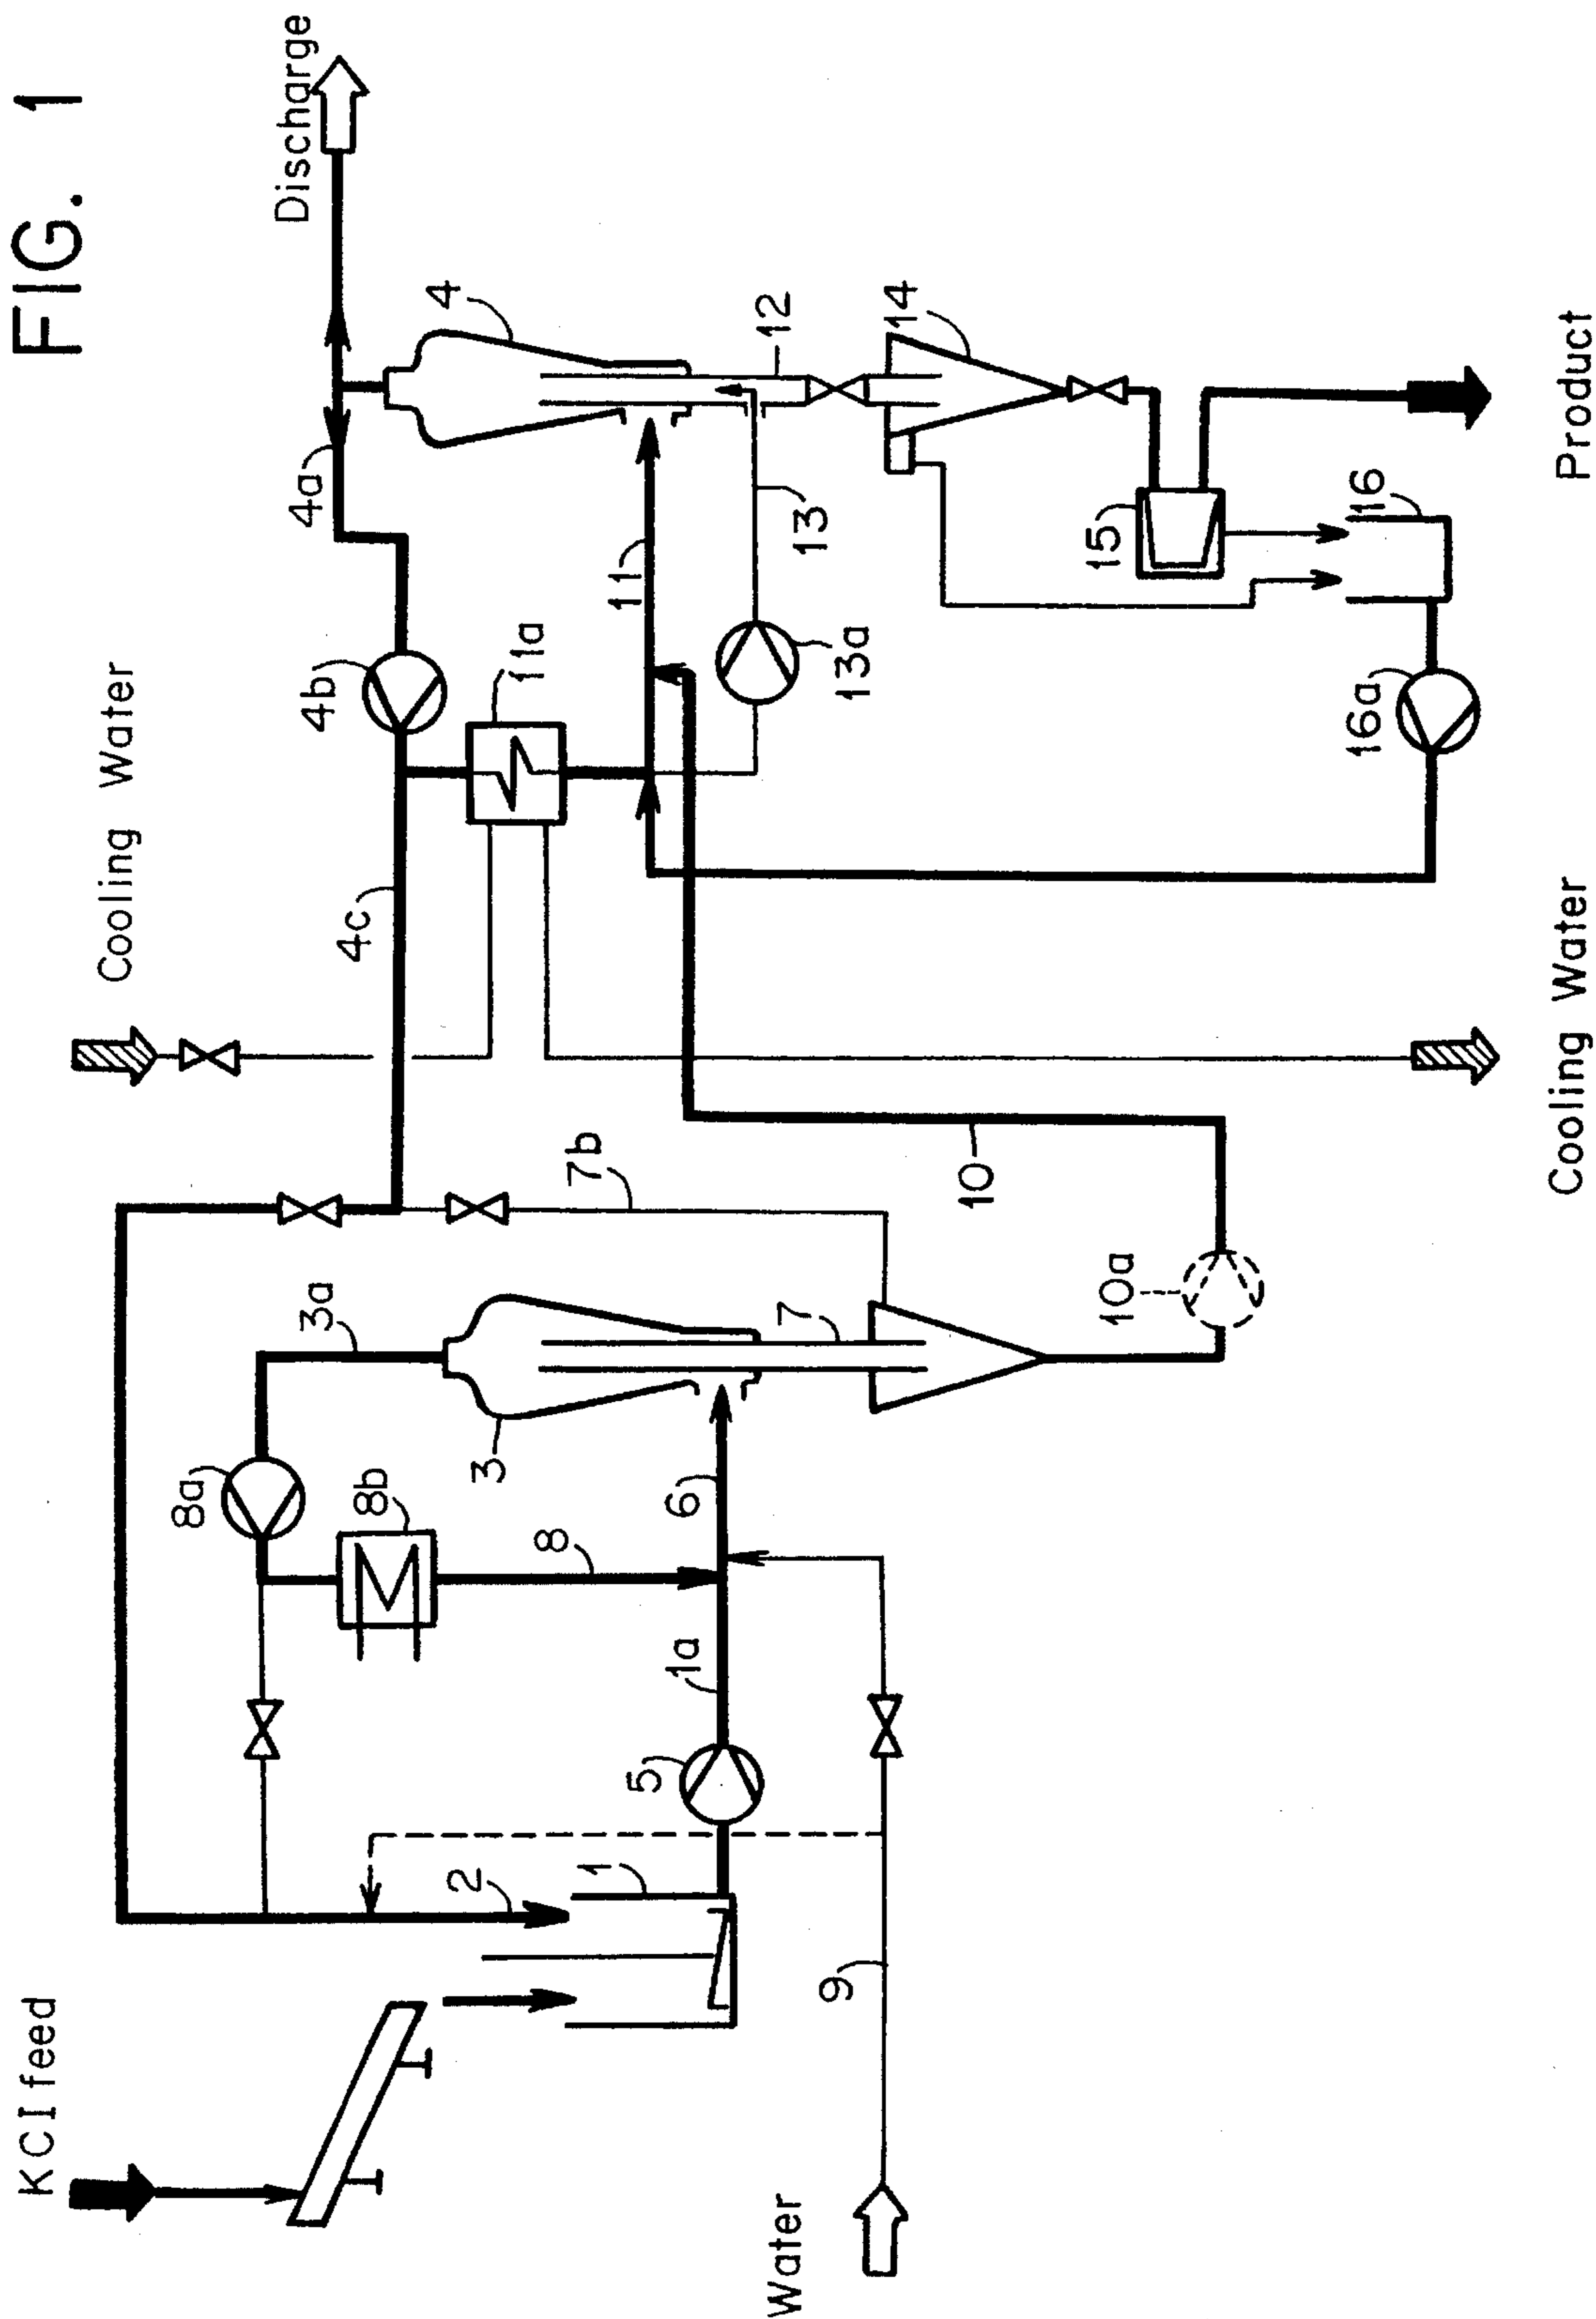 FIG. 1
Discharge
Cooling Water
KCl feed
4a
4
4b
4c
11a
11
12
13
13a
14
15
16
16a
3a
3
8a
8b
8
6
7
7b
1a
5
2
1
9
10
10a
Water
Cooling Water
Product